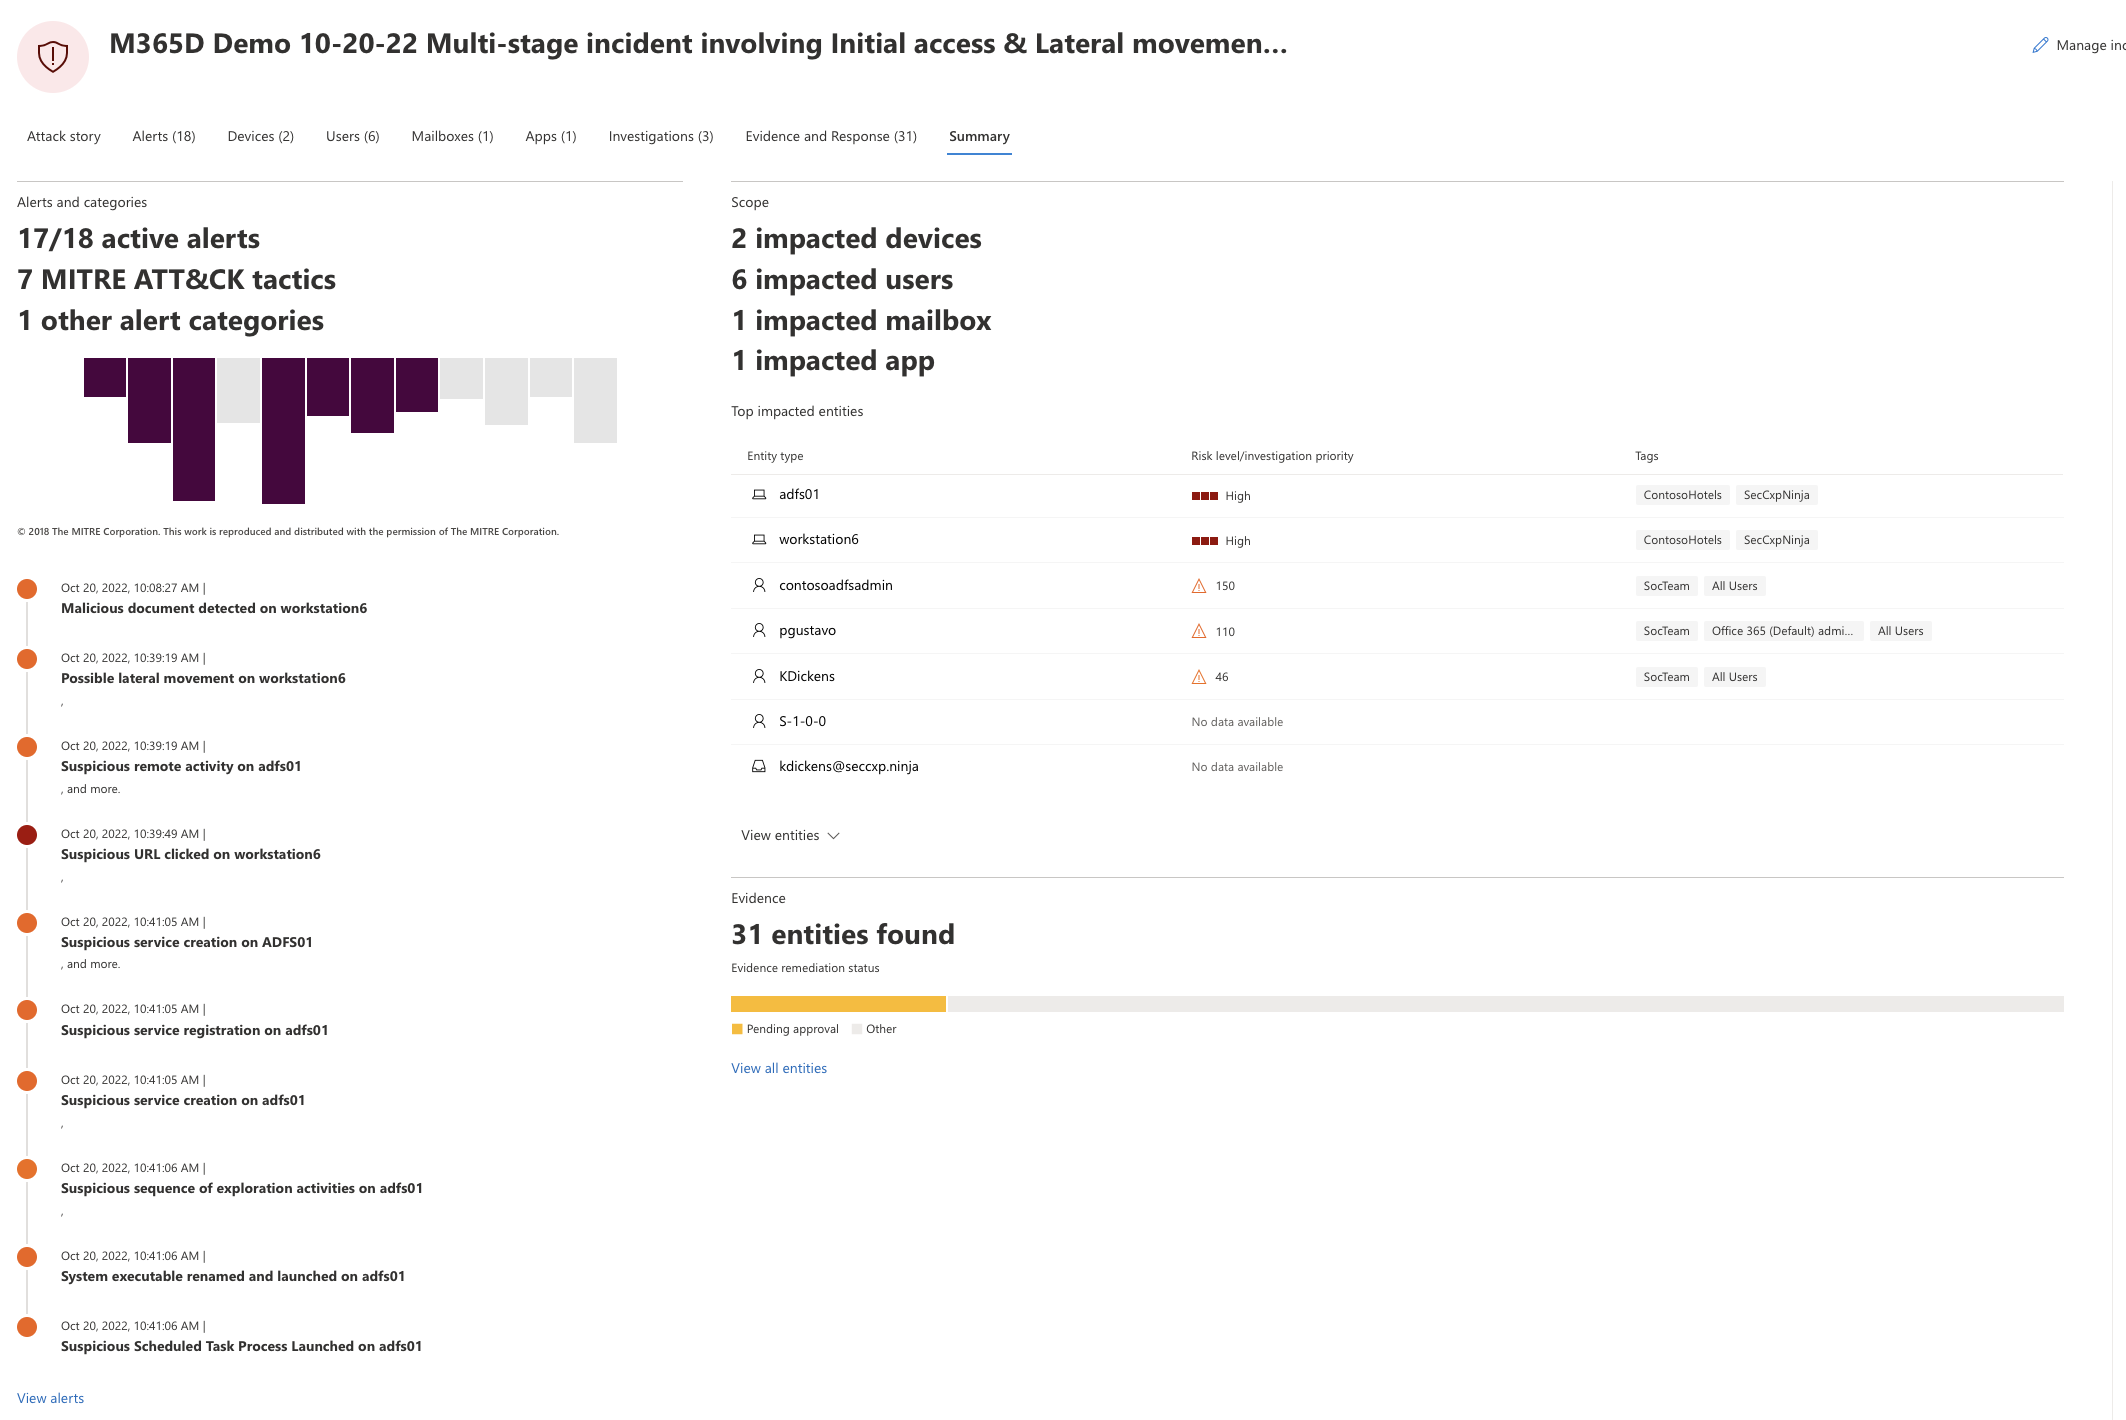 M365D Demo 10-20-22 Multi-stage incident involving Initial access & Lateral movemen...
Manage inc
Attack story
Alerts (18)
Devices (2)
Users (6)
Mailboxes (1)
Apps (1)
Investigations (3)
Evidence and Response (31)
Summary
Alerts and categories
17/18 active alerts
7 MITRE ATT&CK tactics
1 other alert categories
© 2018 The MITRE Corporation. This work is reproduced and distributed with the permission of The MITRE Corporation.
Oct 20, 2022, 10:08:27 AM |
Malicious document detected on workstation6
Oct 20, 2022, 10:39:19 AM |
Possible lateral movement on workstation6
,
Oct 20, 2022, 10:39:19 AM |
Suspicious remote activity on adfs01
, and more.
Oct 20, 2022, 10:39:49 AM |
Suspicious URL clicked on workstation6
,
Oct 20, 2022, 10:41:05 AM |
Suspicious service creation on ADFS01
, and more.
Oct 20, 2022, 10:41:05 AM |
Suspicious service registration on adfs01
Oct 20, 2022, 10:41:05 AM |
Suspicious service creation on adfs01
,
Oct 20, 2022, 10:41:06 AM |
Suspicious sequence of exploration activities on adfs01
,
Oct 20, 2022, 10:41:06 AM |
System executable renamed and launched on adfs01
Oct 20, 2022, 10:41:06 AM |
Suspicious Scheduled Task Process Launched on adfs01
View alerts
Scope
2 impacted devices
6 impacted users
1 impacted mailbox
1 impacted app
Top impacted entities
Entity type Risk level/investigation priority Tags
adfs01 High ContosoHotels SecCxpNinja
workstation6 High ContosoHotels SecCxpNinja
contosoadfsadmin 150 SocTeam All Users
pgustavo 110 SocTeam Office 365 (Default) admi... All Users
KDickens 46 SocTeam All Users
S-1-0-0 No data available
kdickens@seccxp.ninja No data available
View entities
Evidence
31 entities found
Evidence remediation status
Pending approval Other
View all entities